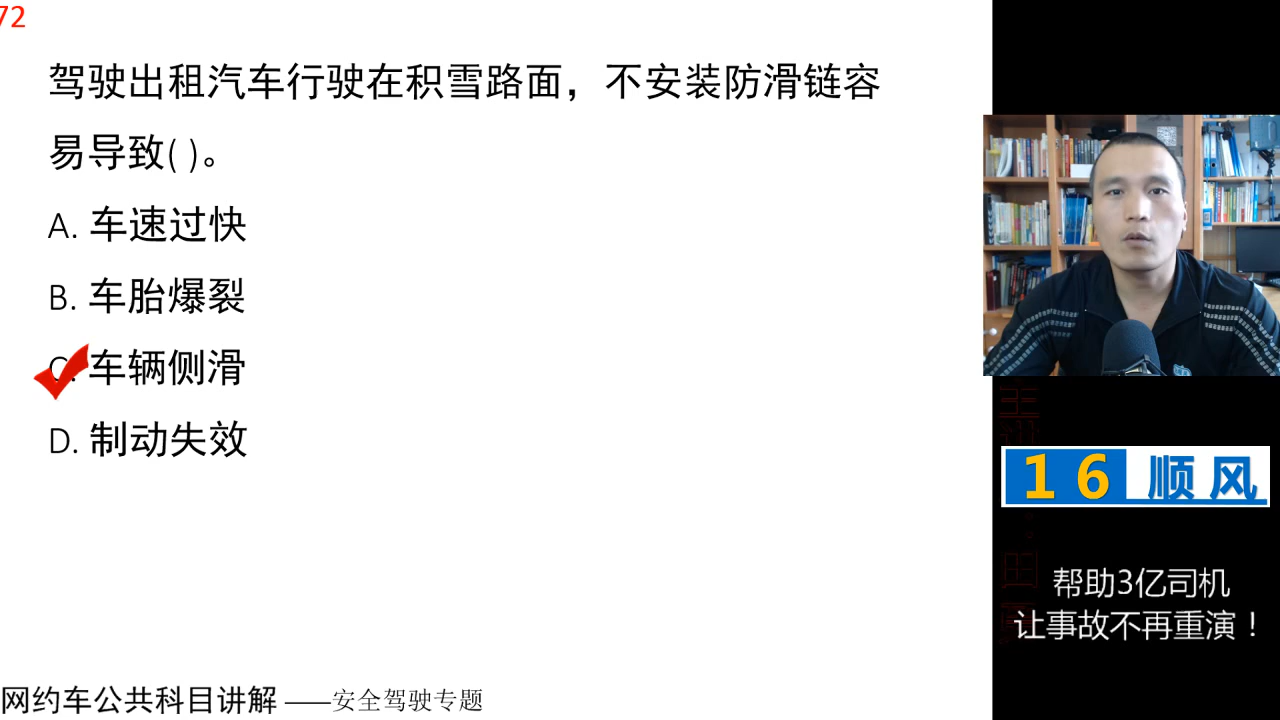 72
驾驶出租汽车行驶在积雪路面，不安装防滑链容
易导致( )。
A. 车速过快
B. 车胎爆裂
C. 车辆侧滑
D. 制动失效
网约车公共科目讲解 ——安全驾驶专题
16顺风
帮助3亿司机
让事故不再重演！